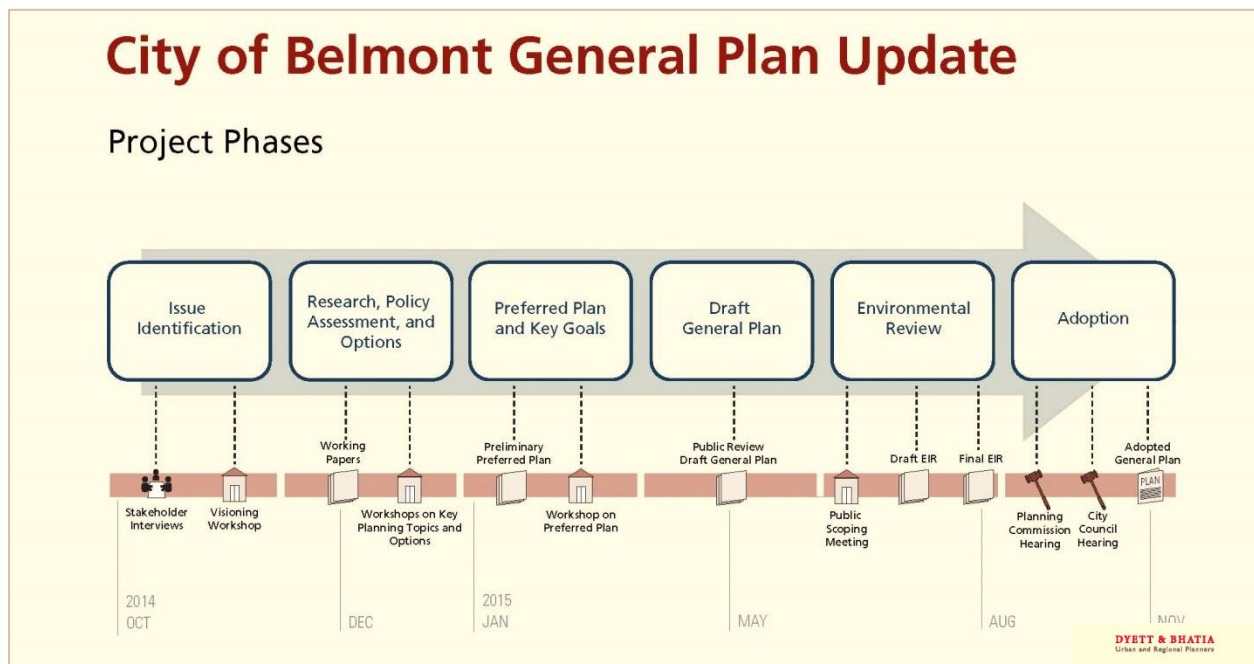 City of Belmont General Plan Update
Project Phases
Issue
Identification
Research, Policy
Assessment, and
Options
Preferred Plan
and Key Goals
Draft
General Plan
Environmental
Review
Adoption
Working
Papers
Preliminary
Preferred Plan
Public Review
Draft General Plan
Draft EIR
Final EIR
Adopted
General Plan
PLAN
Stakeholder
Interviews
Visioning
Workshop
Workshops on Key
Planning Topics and
Options
Workshop on
Preferred Plan
Public
Scoping
Meeting
Planning
Commission
Hearing
City
Council
Hearing
2014
OCT
DEC
2015
JAN
MAY
AUG
NOV
DYETT & BHATIA
Urban and Regional Planners